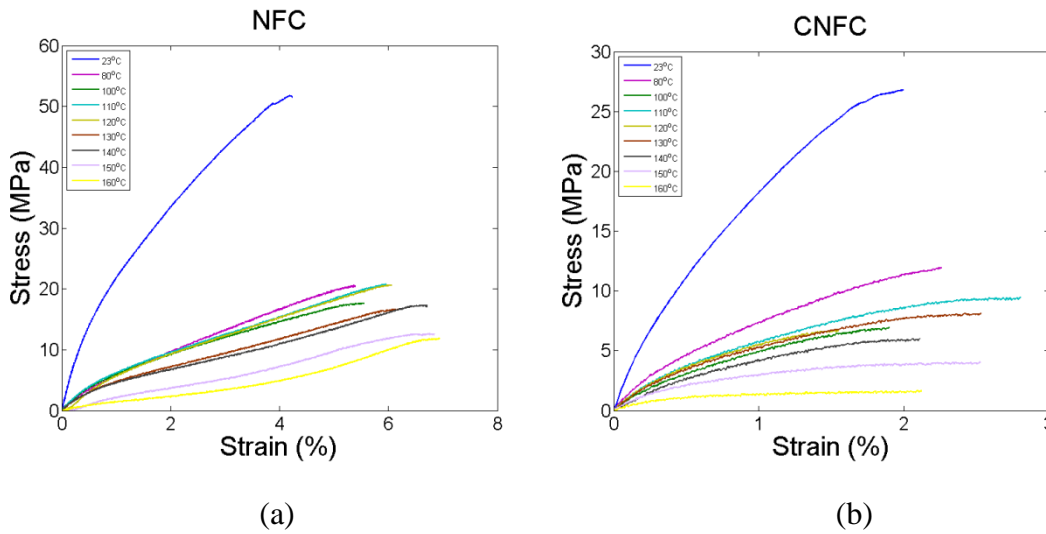 NFC
60
50
40
30
20
10
0
23°C
80°C
100°C
110°C
120°C
130°C
140°C
150°C
160°C
Stress (MPa)
0 2 4 6 8
Strain (%)
(a)
CNFC
30
25
20
15
10
5
0
23°C
80°C
100°C
110°C
120°C
130°C
140°C
150°C
160°C
Stress (MPa)
0 1 2 3
Strain (%)
(b)